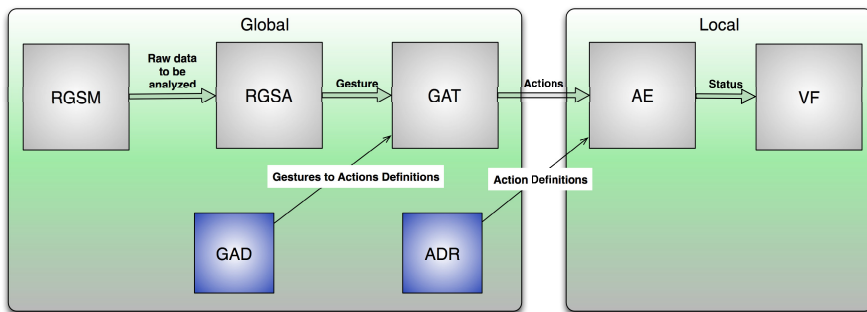 Global
Local
Raw data
to be
analyzed
RGSM
RGSA
Gesture
GAT
Actions
AE
Status
VF
Gestures to Actions Definitions
Action Definitions
GAD
ADR